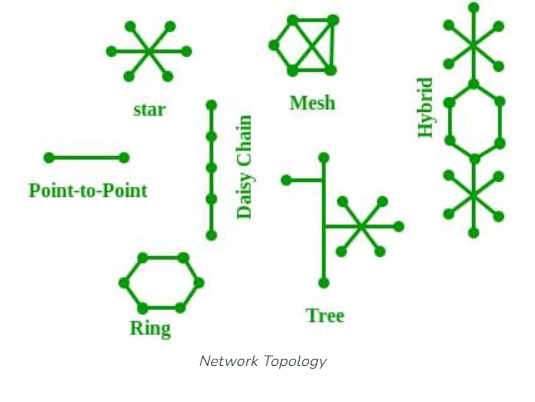 star
Mesh
Hybrid
Daisy Chain
Point-to-Point
Tree
Ring
Network Topology